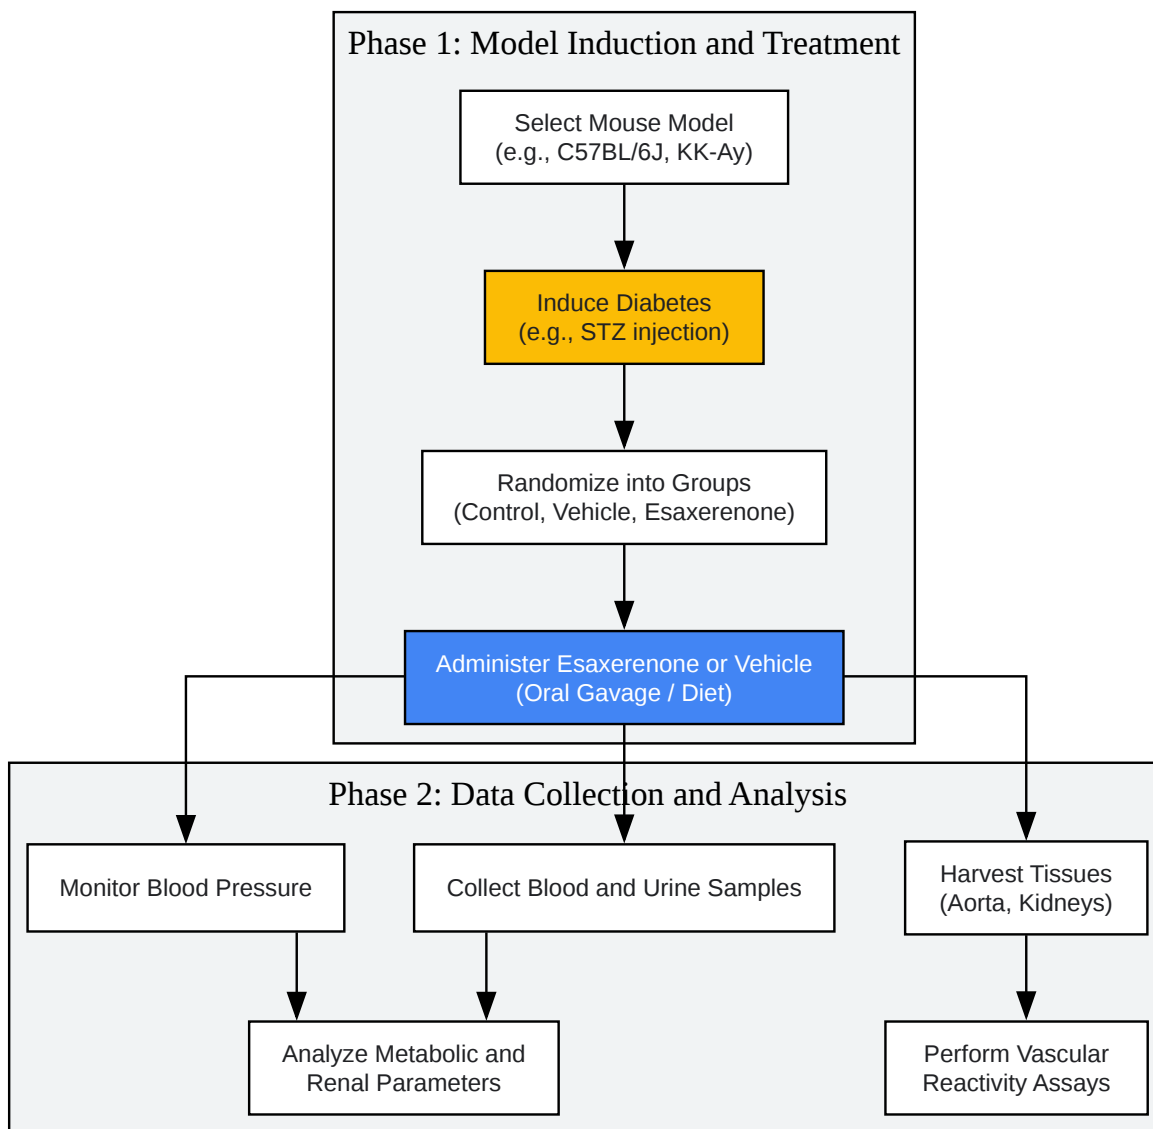 Phase 1: Model Induction and Treatment
Select Mouse Model
(e.g., C57BL/6J, KK-Ay)
Induce Diabetes
(e.g., STZ injection)
Randomize into Groups
(Control, Vehicle, Esaxerenone)
Administer Esaxerenone or Vehicle
(Oral Gavage / Diet)
Phase 2: Data Collection and Analysis
Monitor Blood Pressure
Collect Blood and Urine Samples
Harvest Tissues
(Aorta, Kidneys)
Analyze Metabolic and
Renal Parameters
Perform Vascular
Reactivity Assays